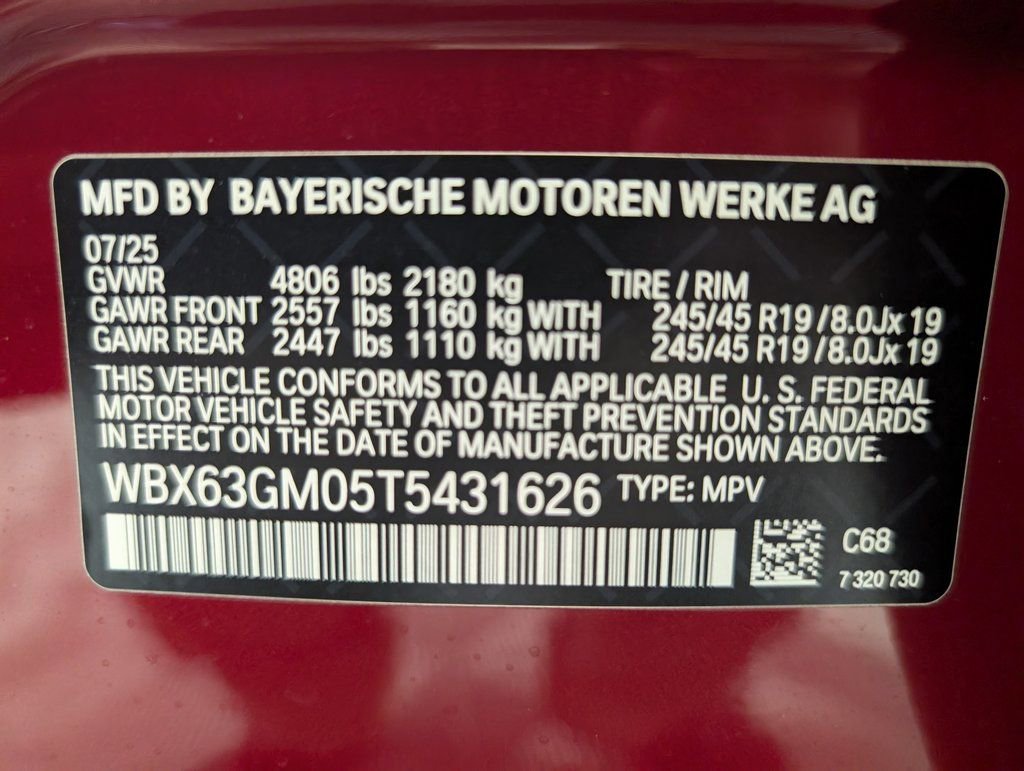 MFD BY BAYERISCHE MOTOREN WERKE AG
07/25
GVWR 4806 lbs 2180 kg TIRE / RIM
GAWR FRONT 2557 lbs 1160 kg WITH 245/45 R19 / 8.0Jx 19
GAWR REAR 2447 lbs 1110 kg WITH 245/45 R19 / 8.0Jx 19
THIS VEHICLE CONFORMS TO ALL APPLICABLE U. S. FEDERAL
MOTOR VEHICLE SAFETY AND THEFT PREVENTION STANDARDS
IN EFFECT ON THE DATE OF MANUFACTURE SHOWN ABOVE.
WBX63GM05T5431626 TYPE: MPV
C68
7 320 730